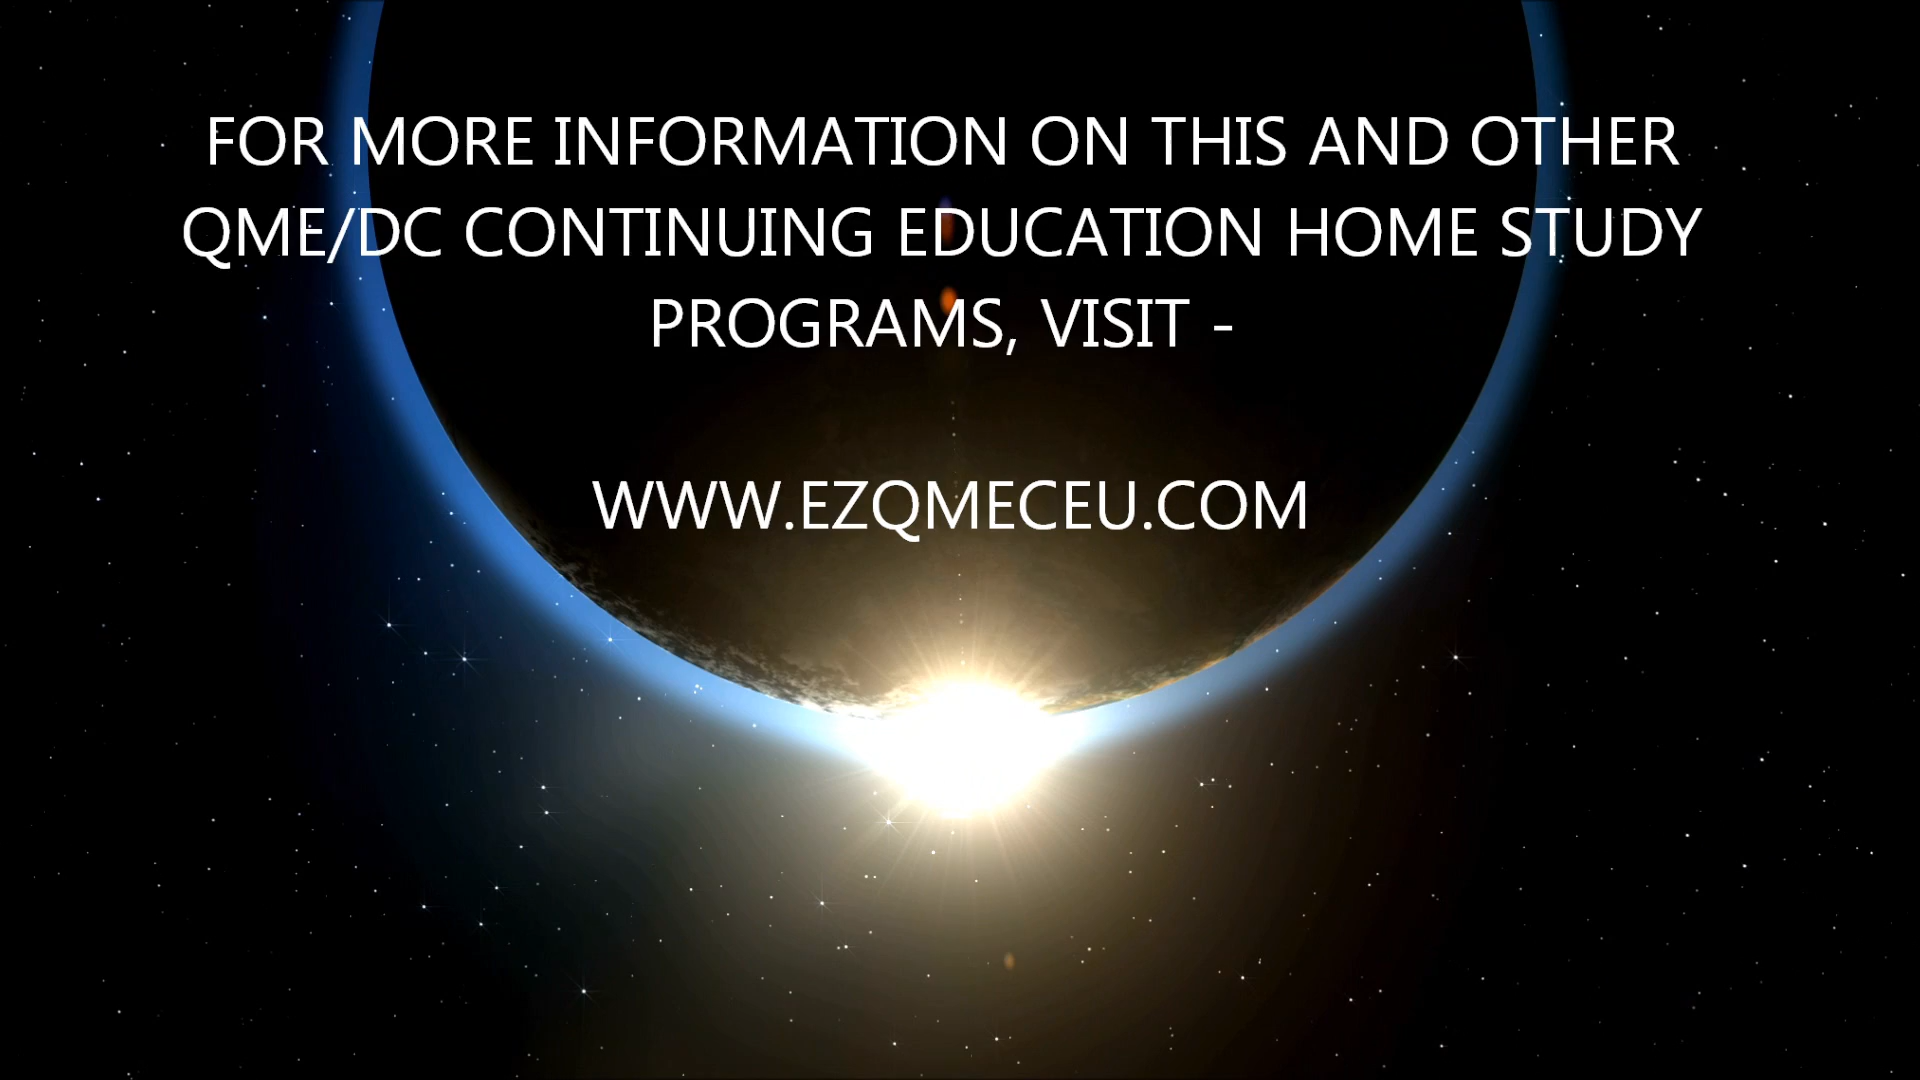 FOR MORE INFORMATION ON THIS AND OTHER
QME/DC CONTINUING EDUCATION HOME STUDY
PROGRAMS, VISIT -
WWW.EZQMECEU.COM